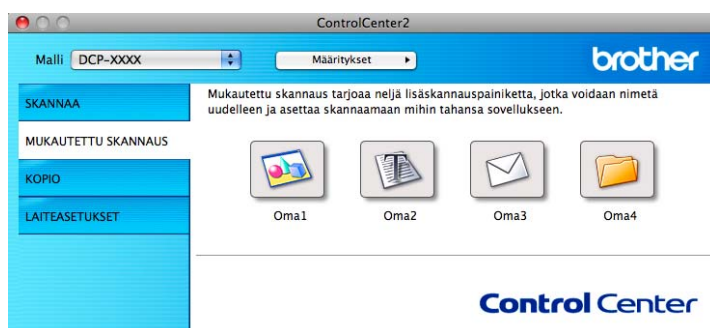 ControlCenter2
Malli DCP-XXXX Määritykset brother
SKANNAA
MUKAUTETTU SKANNAUS
KOPIO
LAITEASETUKSET
Mukautettu skannaus tarjoaa neljä lisäskannauspainiketta, jotka voidaan nimetä
uudelleen ja asettaa skannaamaan mihin tahansa sovellukseen.
Oma1 Oma2 Oma3 Oma4
Control Center